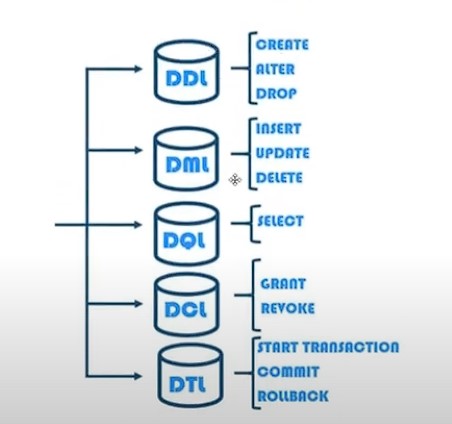 DDL
CREATE
ALTER
DROP
DML
INSERT
UPDATE
DELETE
DQL
SELECT
DCL
GRANT
REVOKE
DTL
START TRANSACTION
COMMIT
ROLLBACK